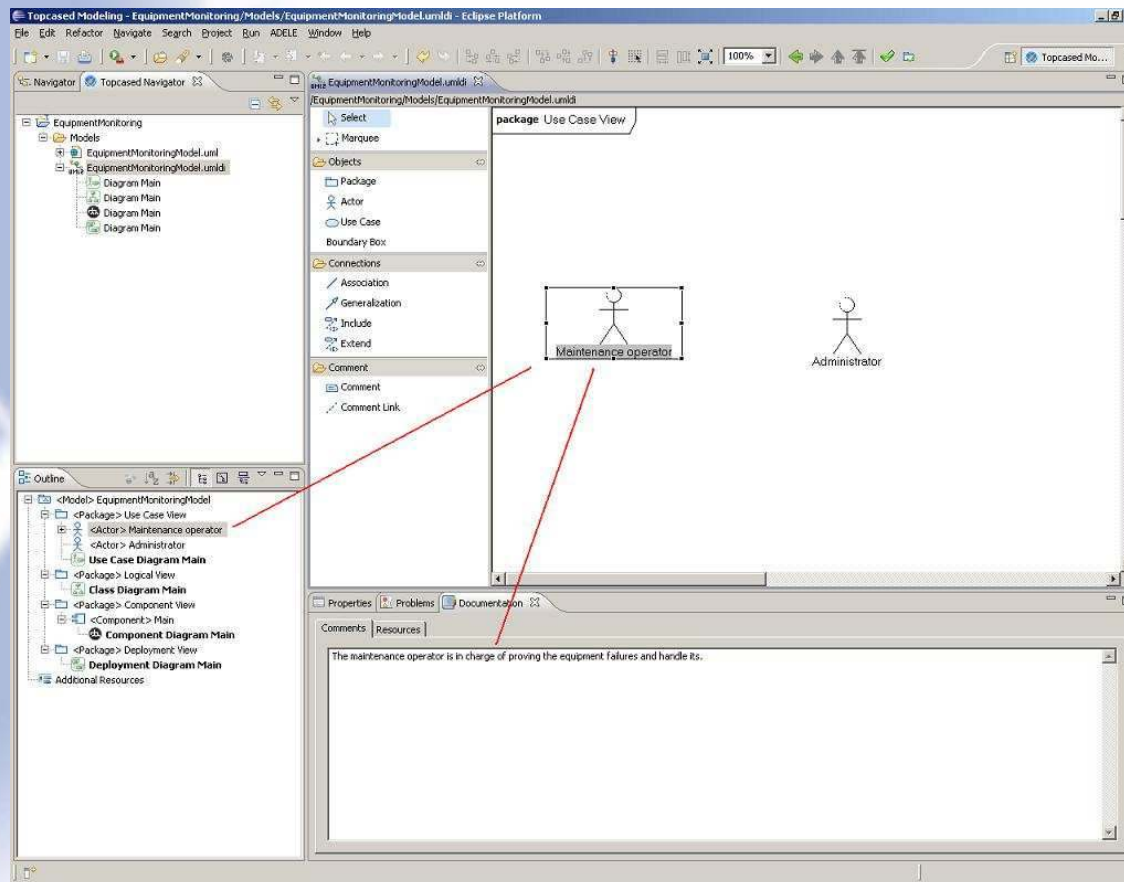 Topcased Modeling - EquipmentMonitoring/Models/EquipmentMonitoringModel.umldi - Eclipse Platform
File Edit Refactor Navigate Search Project Run ADELE Window Help
100%
Topcased Mo...
Navigator
Topcased Navigator
EquipmentMonitoring
Models
EquipmentMonitoringModel.uml
EquipmentMonitoringModel.umldi
Diagram Main
Diagram Main
Diagram Main
Diagram Main
EquipmentMonitoringModel.umldi
/EquipmentMonitoring/Models/EquipmentMonitoringModel.umldi
Select
Marquee
Objects
Package
Actor
Use Case
Boundary Box
Connections
Association
Generalization
Include
Extend
Comment
Comment
Comment Link
package Use Case View
Maintenance operator
Administrator
Outline
<Model> EquipmentMonitoringModel
<Package> Use Case View
<Actor> Maintenance operator
<Actor> Administrator
Use Case Diagram Main
<Package> Logical View
Class Diagram Main
<Package> Component View
<Component> Main
Component Diagram Main
<Package> Deployment View
Deployment Diagram Main
Additional Resources
Properties
Problems
Documentation
Comments
Resources
The maintenance operator is in charge of proving the equipment failures and handle its.